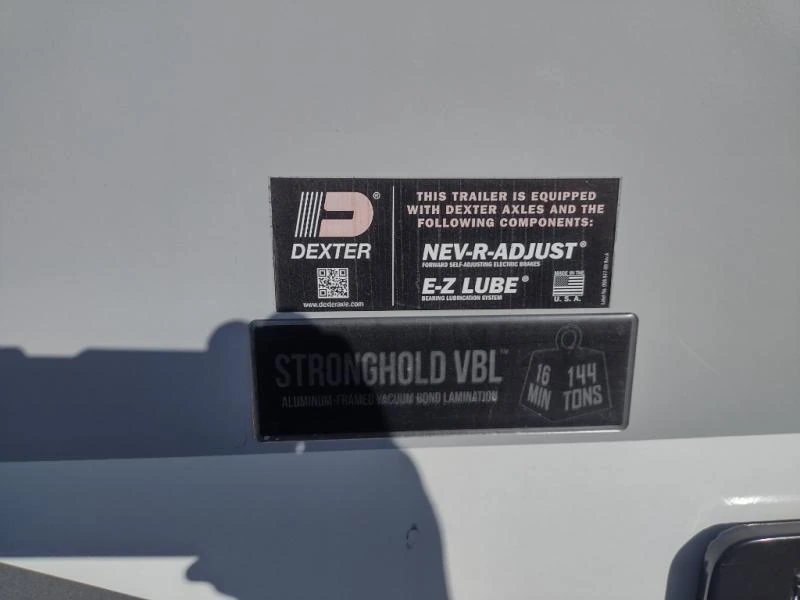 DEXTER®
www.dexteraxle.com
THIS TRAILER IS EQUIPPED
WITH DEXTER AXLES AND THE
FOLLOWING COMPONENTS:
NEV-R-ADJUST®
FORWARD SELF-ADJUSTING ELECTRIC BRAKES
E-Z LUBE®
BEARING LUBRICATION SYSTEM
MADE IN THE
U.S.A.
STRONGHOLD VBL™
ALUMINUM-FRAMED VACUUM BOND LAMINATION
16 MIN
144 TONS